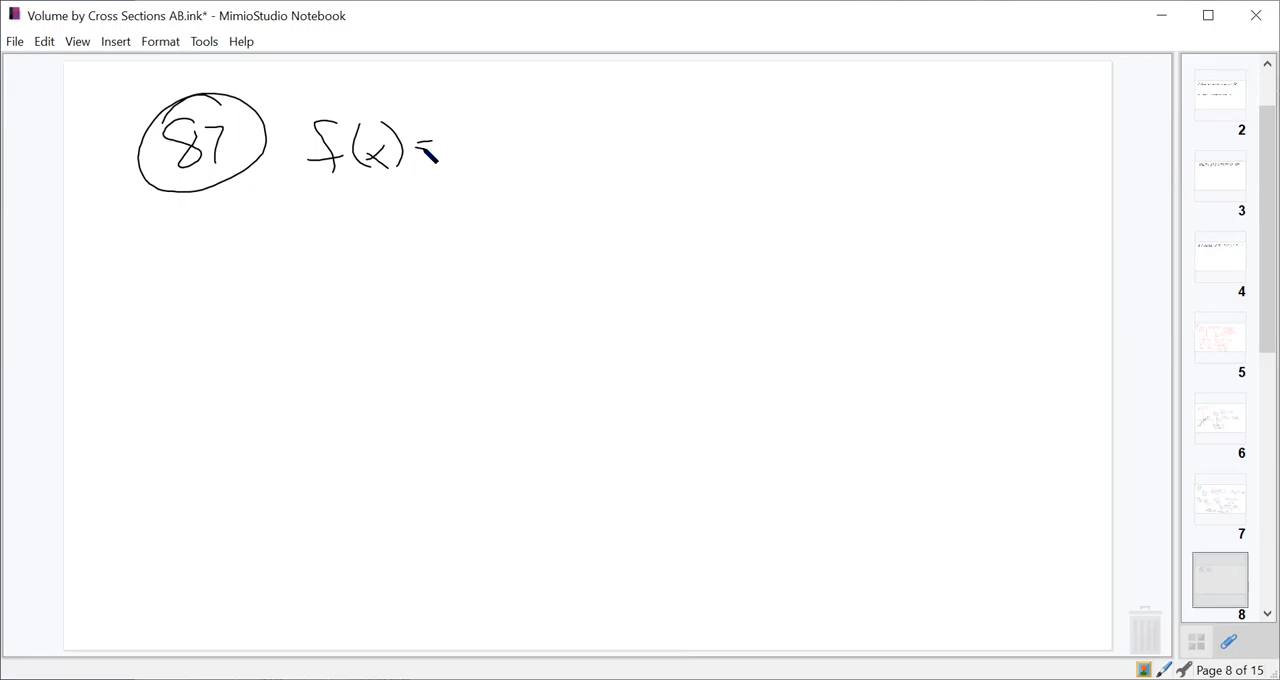 Volume by Cross Sections AB.ink* - MimioStudio Notebook
File Edit View Insert Format Tools Help
87 f(x) =
2
3
4
5
6
7
8
Page 8 of 15